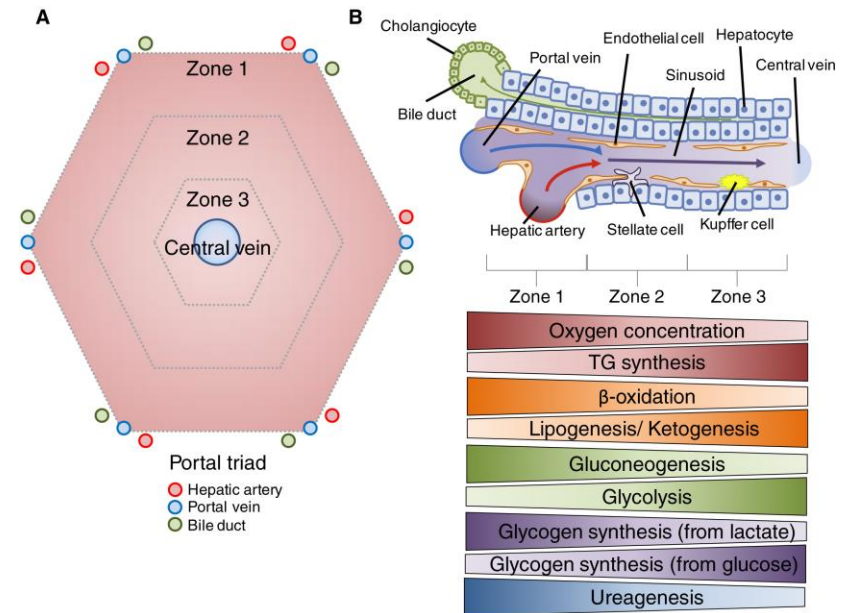 A
Zone 1
Zone 2
Zone 3
Central vein
Portal triad
Hepatic artery
Portal vein
Bile duct
B
Cholangiocyte
Portal vein
Endothelial cell
Hepatocyte
Sinusoid
Central vein
Bile duct
Hepatic artery
Stellate cell
Kupffer cell
Zone 1
Zone 2
Zone 3
Oxygen concentration
TG synthesis
β-oxidation
Lipogenesis/ Ketogenesis
Gluconeogenesis
Glycolysis
Glycogen synthesis (from lactate)
Glycogen synthesis (from glucose)
Ureagenesis